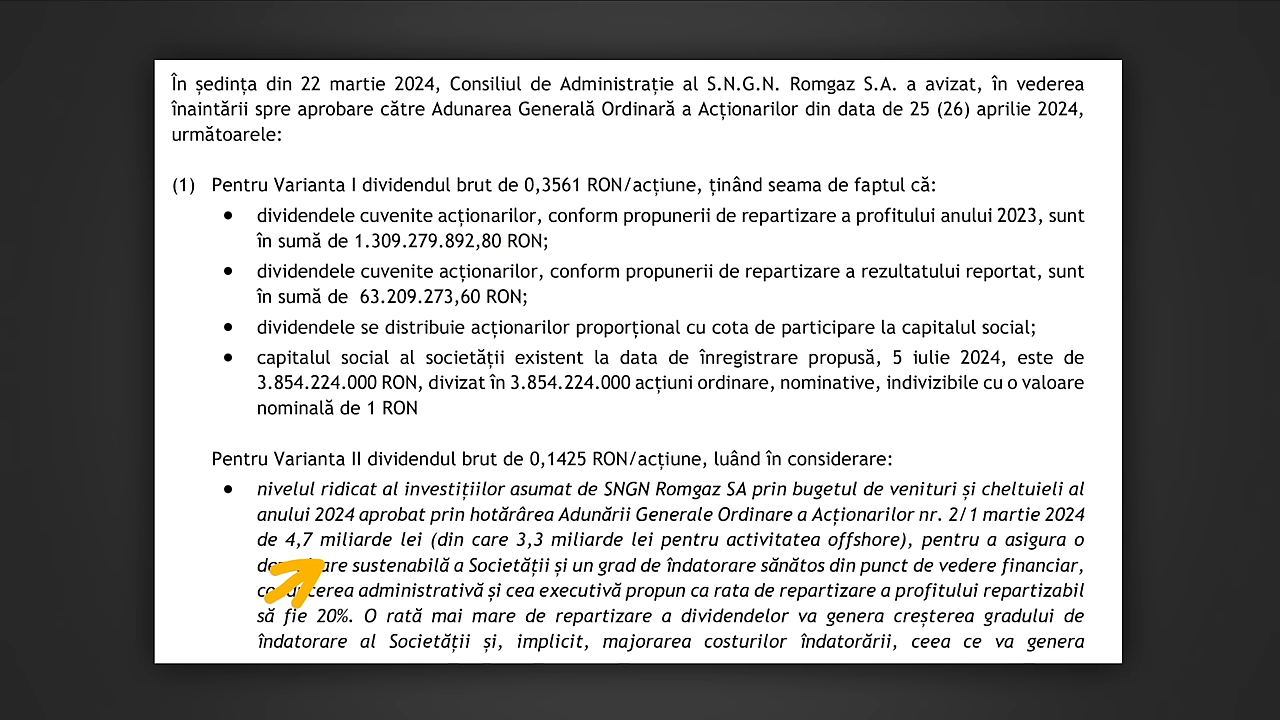 În ședința din 22 martie 2024, Consiliul de Administrație al S.N.G.N. Romgaz S.A. a avizat, în vederea
înaintării spre aprobare către Adunarea Generală Ordinară a Acționarilor din data de 25 (26) aprilie 2024,
următoarele:
(1) Pentru Varianta I dividendul brut de 0,3561 RON/acțiune, ținând seama de faptul că:
● dividendele cuvenite acționarilor, conform propunerii de repartizare a profitului anului 2023, sunt
în sumă de 1.309.279.892,80 RON;
● dividendele cuvenite acționarilor, conform propunerii de repartizare a rezultatului reportat, sunt
în sumă de 63.209.273,60 RON;
● dividendele se distribuie acționarilor proporțional cu cota de participare la capitalul social;
● capitalul social al societății existent la data de înregistrare propusă, 5 iulie 2024, este de
3.854.224.000 RON, divizat în 3.854.224.000 acțiuni ordinare, nominative, indivizibile cu o valoare
nominală de 1 RON
Pentru Varianta II dividendul brut de 0,1425 RON/acțiune, luând în considerare:
● nivelul ridicat al investițiilor asumat de SNGN Romgaz SA prin bugetul de venituri și cheltuieli al
anului 2024 aprobat prin hotărârea Adunării Generale Ordinare a Acționarilor nr. 2/1 martie 2024
de 4,7 miliarde lei (din care 3,3 miliarde lei pentru activitatea offshore), pentru a asigura o
sustenabilă a Societății și un grad de îndatorare sănătos din punct de vedere financiar,
administrativă și cea executivă propun ca rata de repartizare a profitului repartizabil
să fie 20%. O rată mai mare de repartizare a dividendelor va genera creșterea gradului de
îndatorare al Societății și, implicit, majorarea costurilor îndatorării, ceea ce va genera